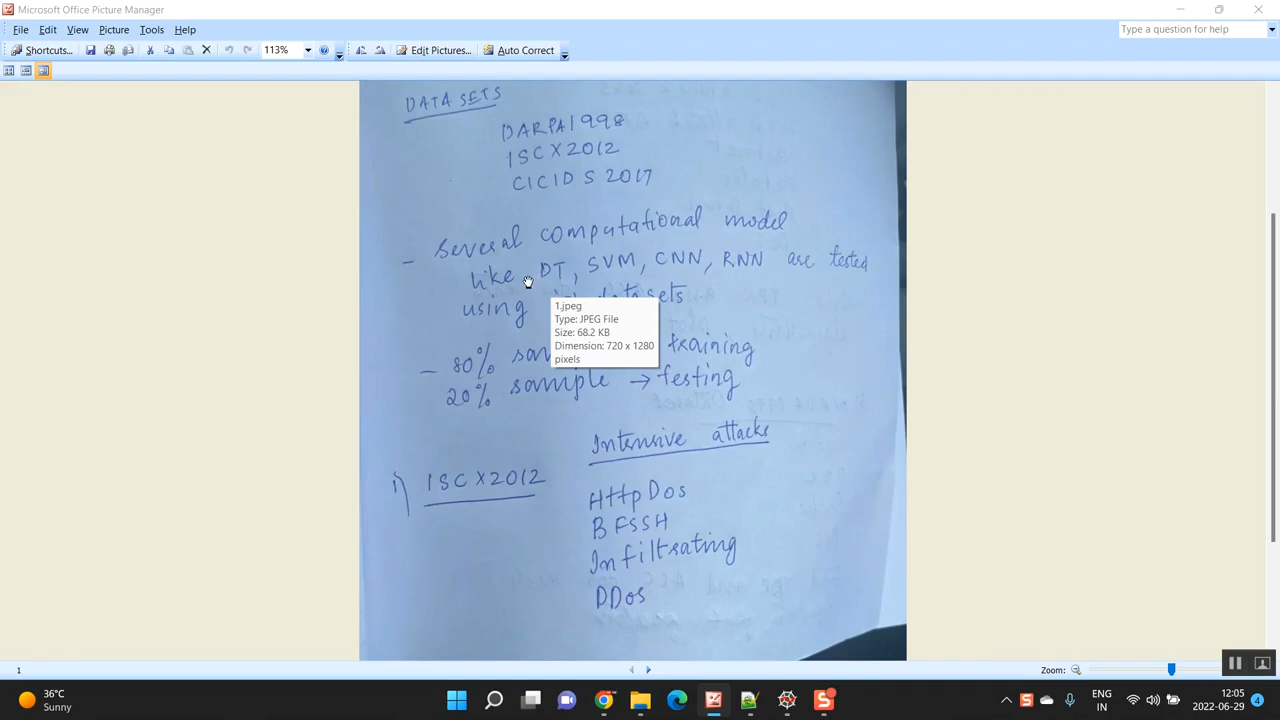 Microsoft Office Picture Manager
File Edit View Picture Tools Help
Type a question for help
Shortcuts... 113% Edit Pictures... Auto Correct
DATA SETS
DARPA1998
ISCX2012
CICIDS 2017
- Several computational model
like DT, SVM, CNN, RNN are tested
using datasets
1.jpeg
Type: JPEG File
Size: 68.2 KB
Dimension: 720 x 1280
pixels
- 80% training
20% sample → testing
Intensive attacks
1) ISCX2012
HttpDos
BFSSH
Infiltrating
DDos
1
Zoom:
36°C
Sunny
ENG
IN
12:05
2022-06-29
4